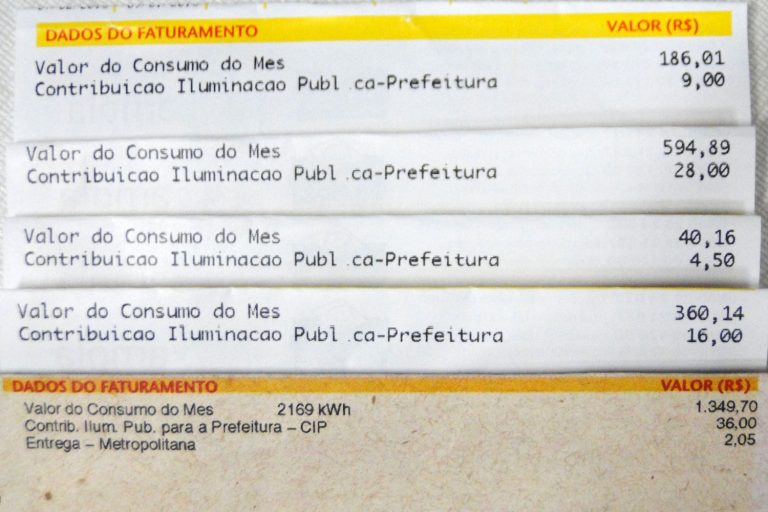 DADOS DO FATURAMENTO VALOR (R$)
Valor do Consumo do Mes 186,01
Contribuicao Iluminacao Publ .ca-Prefeitura 9,00
Valor do Consumo do Mes 594,89
Contribuicao Iluminacao Publ .ca-Prefeitura 28,00
Valor do Consumo do Mes 40,16
Contribuicao Iluminacao Publ .ca-Prefeitura 4,50
Valor do Consumo do Mes 360,14
Contribuicao Iluminacao Publ .ca-Prefeitura 16,00
DADOS DO FATURAMENTO VALOR (R$)
Valor do Consumo do Mes 2169 kWh 1.349,70
Contrib. Ilum. Pub. para a Prefeitura – CIP 36,00
Entrega – Metropolitana 2,05